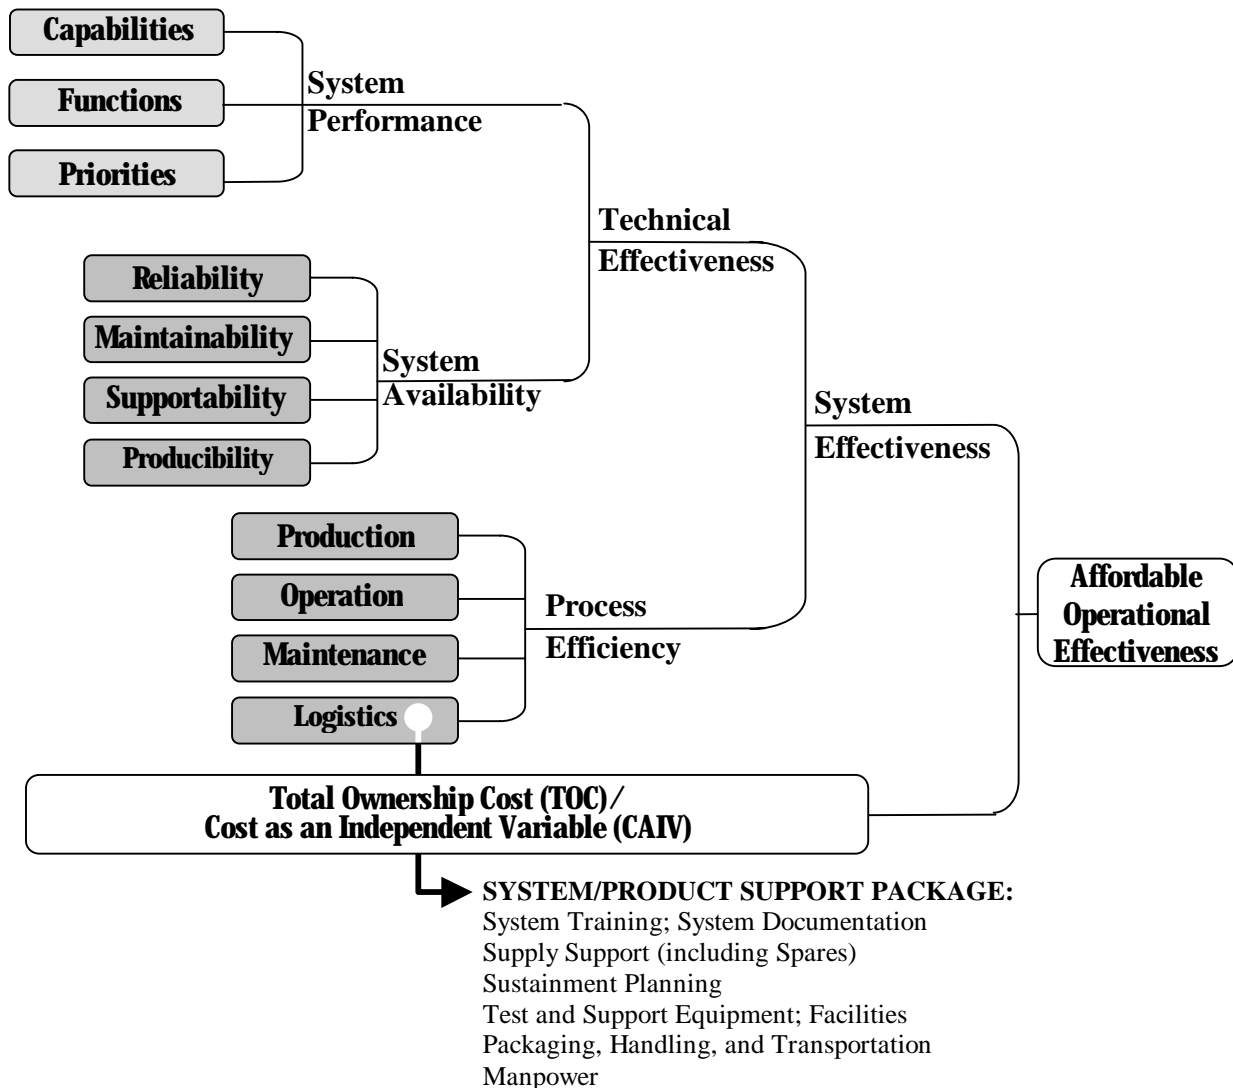 Capabilities
Functions
Priorities
System
Performance
Technical
Effectiveness
Reliability
Maintainability
Supportability
Producibility
System
Availability
System
Effectiveness
Production
Operation
Maintenance
Logistics
Process
Efficiency
Affordable
Operational
Effectiveness
Total Ownership Cost (TOC)/
Cost as an Independent Variable (CAIV)
SYSTEM/PRODUCT SUPPORT PACKAGE:
System Training; System Documentation
Supply Support (including Spares)
Sustainment Planning
Test and Support Equipment; Facilities
Packaging, Handling, and Transportation
Manpower